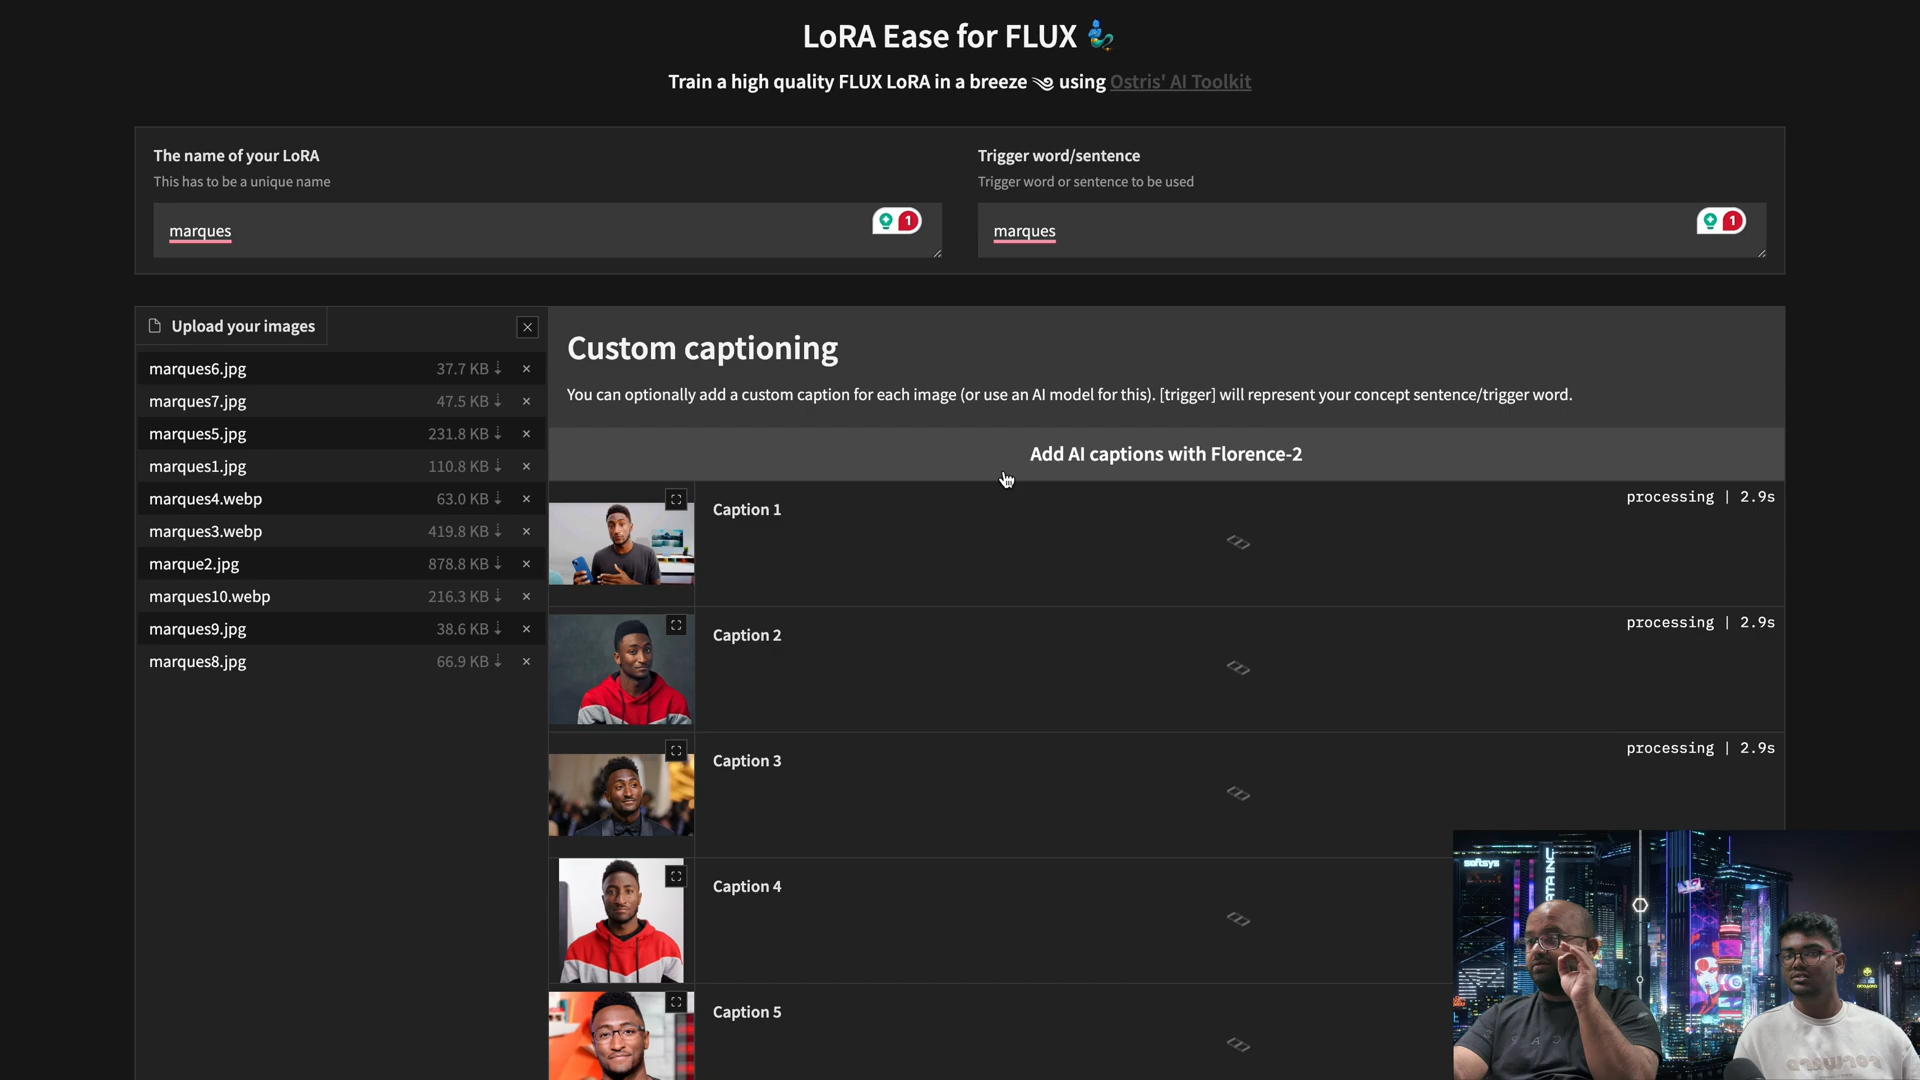 LoRA Ease for FLUX
Train a high quality FLUX LoRA in a breeze using Ostris' AI Toolkit
The name of your LoRA
This has to be a unique name
marques
1
Trigger word/sentence
Trigger word or sentence to be used
marques
1
Upload your images
marques6.jpg 37.7 KB
marques7.jpg 47.5 KB
marques5.jpg 231.8 KB
marques1.jpg 110.8 KB
marques4.webp 63.0 KB
marques3.webp 419.8 KB
marque2.jpg 878.8 KB
marques10.webp 216.3 KB
marques9.jpg 38.6 KB
marques8.jpg 66.9 KB
Custom captioning
You can optionally add a custom caption for each image (or use an AI model for this). [trigger] will represent your concept sentence/trigger word.
Add AI captions with Florence-2
Caption 1
processing | 2.9s
Caption 2
processing | 2.9s
Caption 3
processing | 2.9s
Caption 4
Caption 5
softsys
DATA INC.